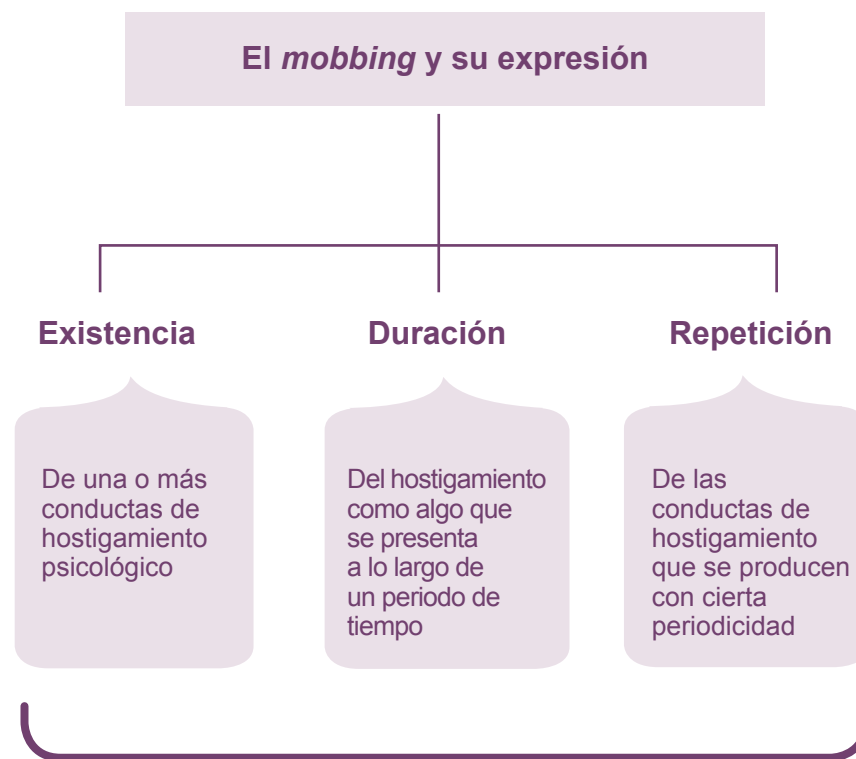 El mobbing y su expresión
Existencia
De una o más
conductas de
hostigamiento
psicológico
Duración
Del hostigamiento
como algo que
se presenta
a lo largo de
un periodo de
tiempo
Repetición
De las
conductas de
hostigamiento
que se producen
con cierta
periodicidad